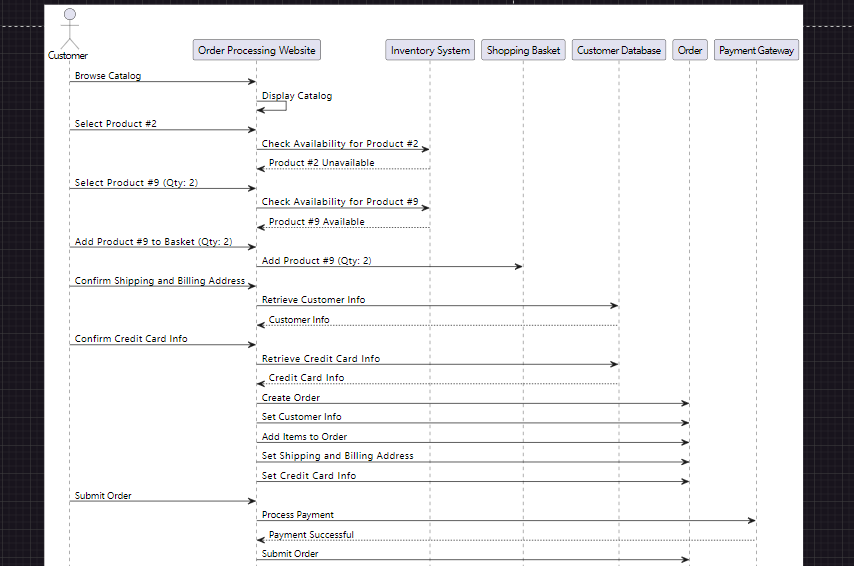 Customer
Order Processing Website
Inventory System
Shopping Basket
Customer Database
Order
Payment Gateway
Browse Catalog
Display Catalog
Select Product #2
Check Availability for Product #2
Product #2 Unavailable
Select Product #9 (Qty: 2)
Check Availability for Product #9
Product #9 Available
Add Product #9 to Basket (Qty: 2)
Add Product #9 (Qty: 2)
Confirm Shipping and Billing Address
Retrieve Customer Info
Customer Info
Confirm Credit Card Info
Retrieve Credit Card Info
Credit Card Info
Create Order
Set Customer Info
Add Items to Order
Set Shipping and Billing Address
Set Credit Card Info
Submit Order
Process Payment
Payment Successful
Submit Order